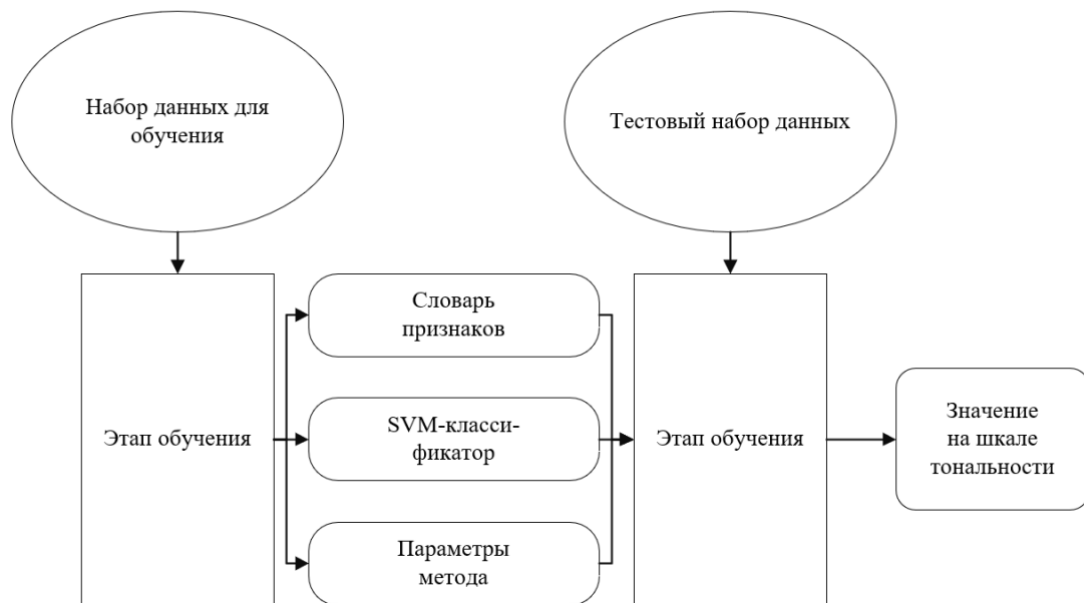 Набор данных для
обучения
Тестовый набор данных
Этап обучения
Словарь
признаков
SVM-класси-
фикатор
Параметры
метода
Этап обучения
Значение
на шкале
тональности